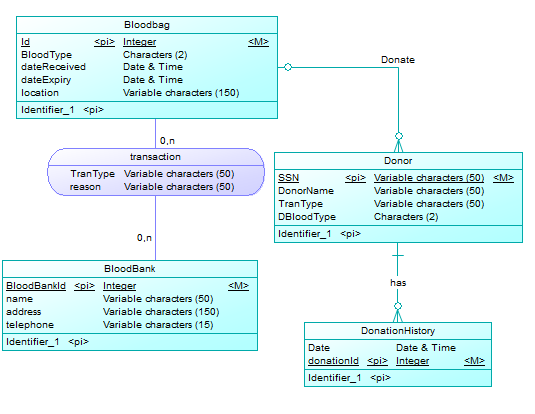 Bloodbag
Id <pi> Integer <M>
BloodType Characters (2)
dateReceived Date & Time
dateExpiry Date & Time
location Variable characters (150)
Identifier_1 <pi>
Donate
0,n
transaction
TranType Variable characters (50)
reason Variable characters (50)
0,n
Donor
SSN <pi> Variable characters (50) <M>
DonorName Variable characters (50)
TranType Variable characters (50)
DBloodType Characters (2)
Identifier_1 <pi>
has
BloodBank
BloodBankId <pi> Integer <M>
name Variable characters (50)
address Variable characters (150)
telephone Variable characters (15)
Identifier_1 <pi>
DonationHistory
Date Date & Time
donationId <pi> Integer <M>
Identifier_1 <pi>